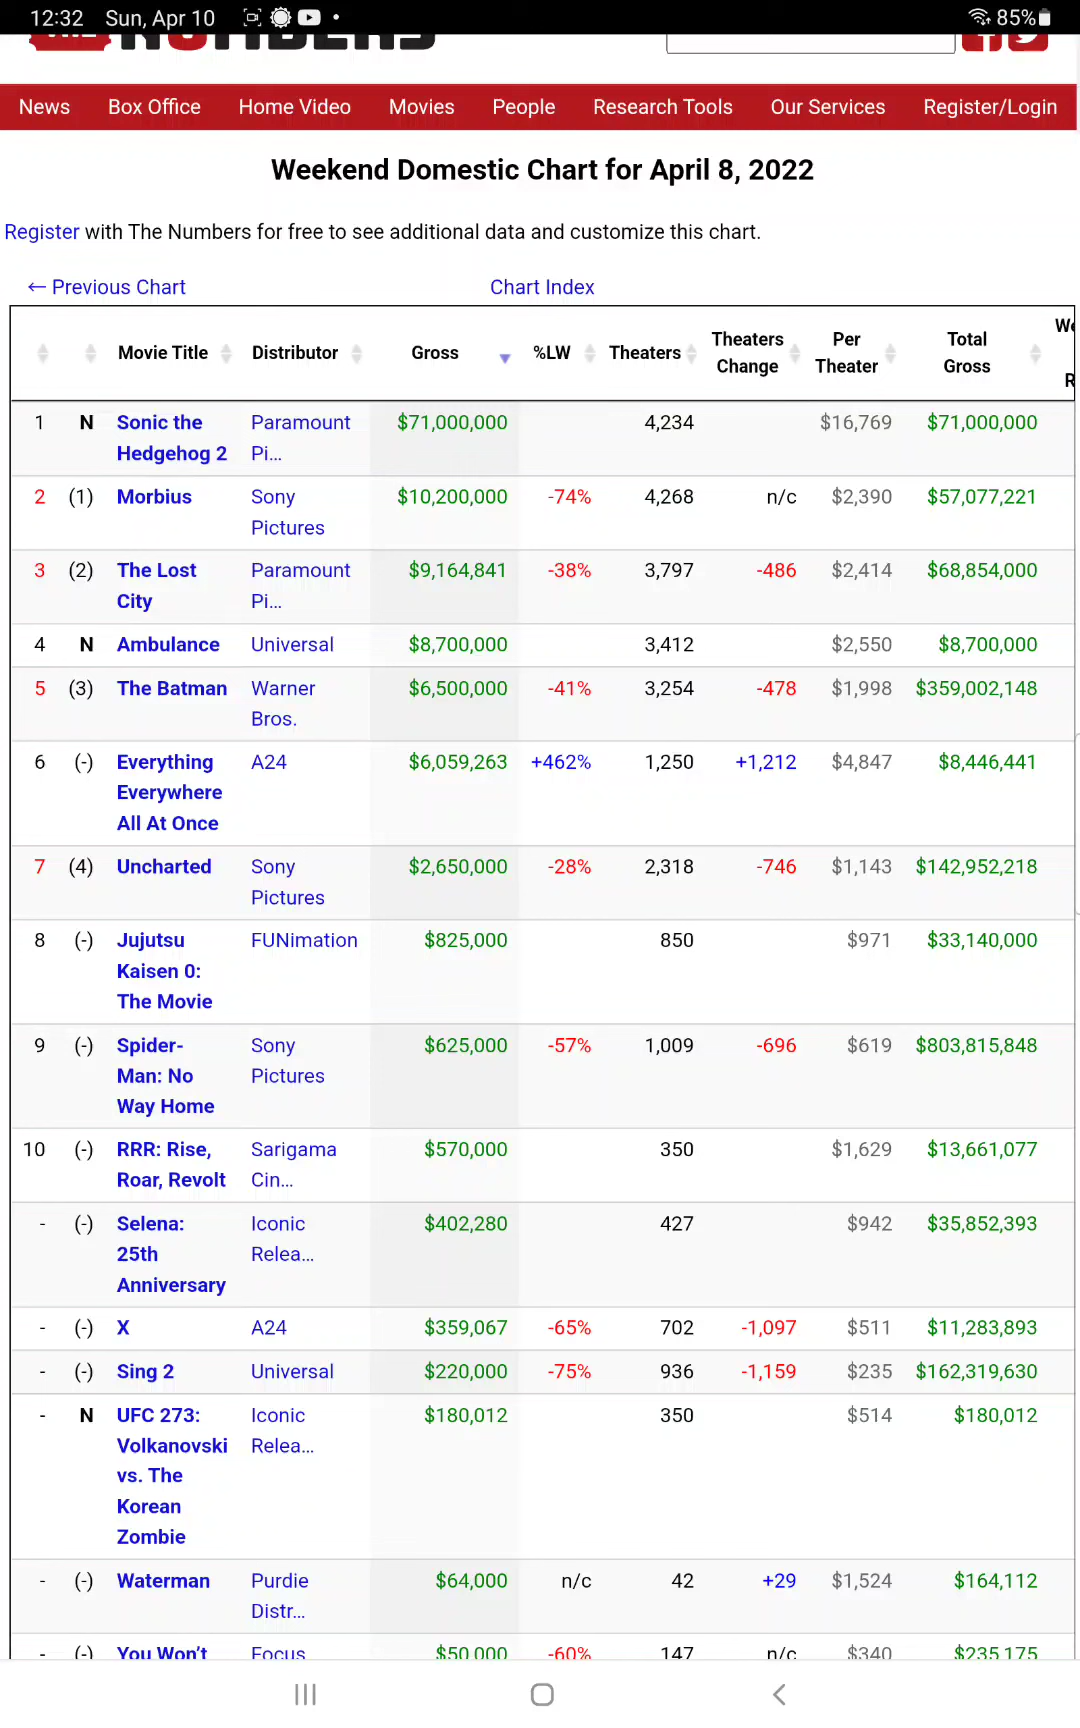 12:32 Sun, Apr 10 85%
THE NUMBERS
News Box Office Home Video Movies People Research Tools Our Services Register/Login
Weekend Domestic Chart for April 8, 2022
Register with The Numbers for free to see additional data and customize this chart.
← Previous Chart Chart Index
Movie Title Distributor Gross %LW Theaters Theaters Change Per Theater Total Gross
1 N Sonic the Hedgehog 2 Paramount Pi... $71,000,000 4,234 $16,769 $71,000,000
2 (1) Morbius Sony Pictures $10,200,000 -74% 4,268 n/c $2,390 $57,077,221
3 (2) The Lost City Paramount Pi... $9,164,841 -38% 3,797 -486 $2,414 $68,854,000
4 N Ambulance Universal $8,700,000 3,412 $2,550 $8,700,000
5 (3) The Batman Warner Bros. $6,500,000 -41% 3,254 -478 $1,998 $359,002,148
6 (-) Everything Everywhere All At Once A24 $6,059,263 +462% 1,250 +1,212 $4,847 $8,446,441
7 (4) Uncharted Sony Pictures $2,650,000 -28% 2,318 -746 $1,143 $142,952,218
8 (-) Jujutsu Kaisen 0: The Movie FUNimation $825,000 850 $971 $33,140,000
9 (-) Spider-Man: No Way Home Sony Pictures $625,000 -57% 1,009 -696 $619 $803,815,848
10 (-) RRR: Rise, Roar, Revolt Sarigama Cin... $570,000 350 $1,629 $13,661,077
- (-) Selena: 25th Anniversary Iconic Relea... $402,280 427 $942 $35,852,393
- (-) X A24 $359,067 -65% 702 -1,097 $511 $11,283,893
- (-) Sing 2 Universal $220,000 -75% 936 -1,159 $235 $162,319,630
- N UFC 273: Volkanovski vs. The Korean Zombie Iconic Relea... $180,012 350 $514 $180,012
- (-) Waterman Purdie Distr... $64,000 n/c 42 +29 $1,524 $164,112
- (-) You Won't Focus $50,000 -60% 147 n/c $340 $235,175